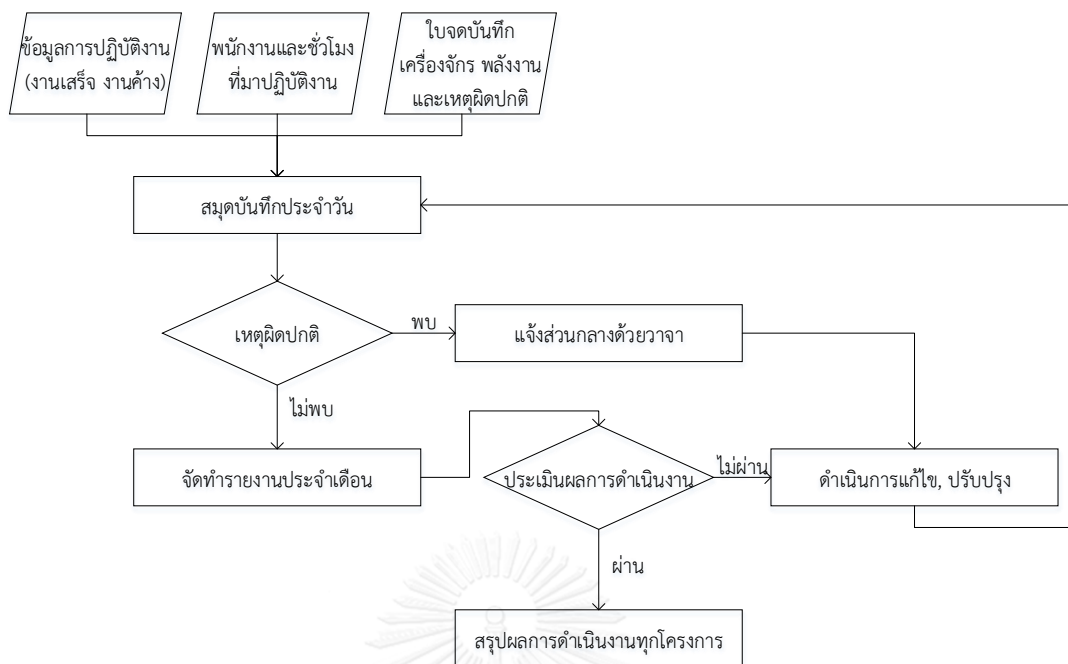 ข้อมูลการปฏิบัติงาน
(งานเสร็จ งานค้าง)
พนักงานและชั่วโมง
ที่มาปฏิบัติงาน
ใบจดบันทึก
เครื่องจักร พลังงาน
และเหตุผิดปกติ
สมุดบันทึกประจำวัน
เหตุผิดปกติ
พบ
แจ้งส่วนกลางด้วยวาจา
ไม่พบ
จัดทำรายงานประจำเดือน
ประเมินผลการดำเนินงาน
ไม่ผ่าน
ดำเนินการแก้ไข, ปรับปรุง
ผ่าน
สรุปผลการดำเนินงานทุกโครงการ